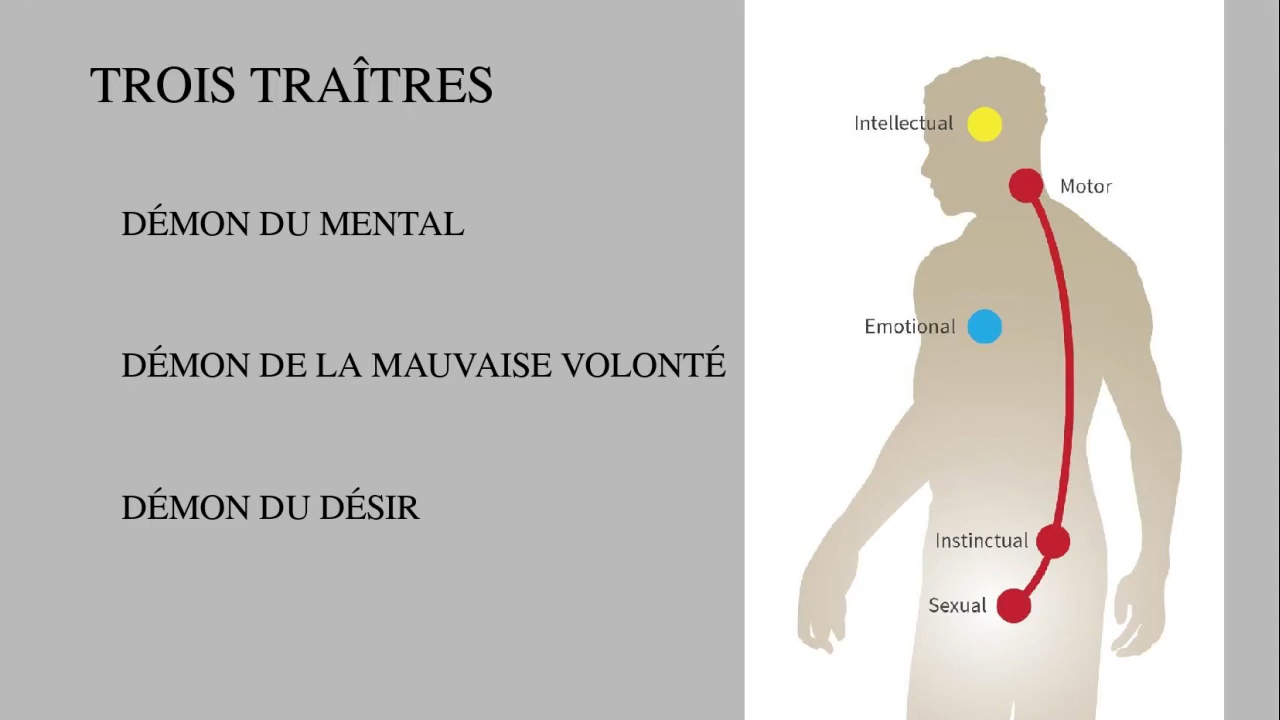 TROIS TRAÎTRES
DÉMON DU MENTAL
DÉMON DE LA MAUVAISE VOLONTÉ
DÉMON DU DÉSIR
Intellectual
Motor
Emotional
Instinctual
Sexual